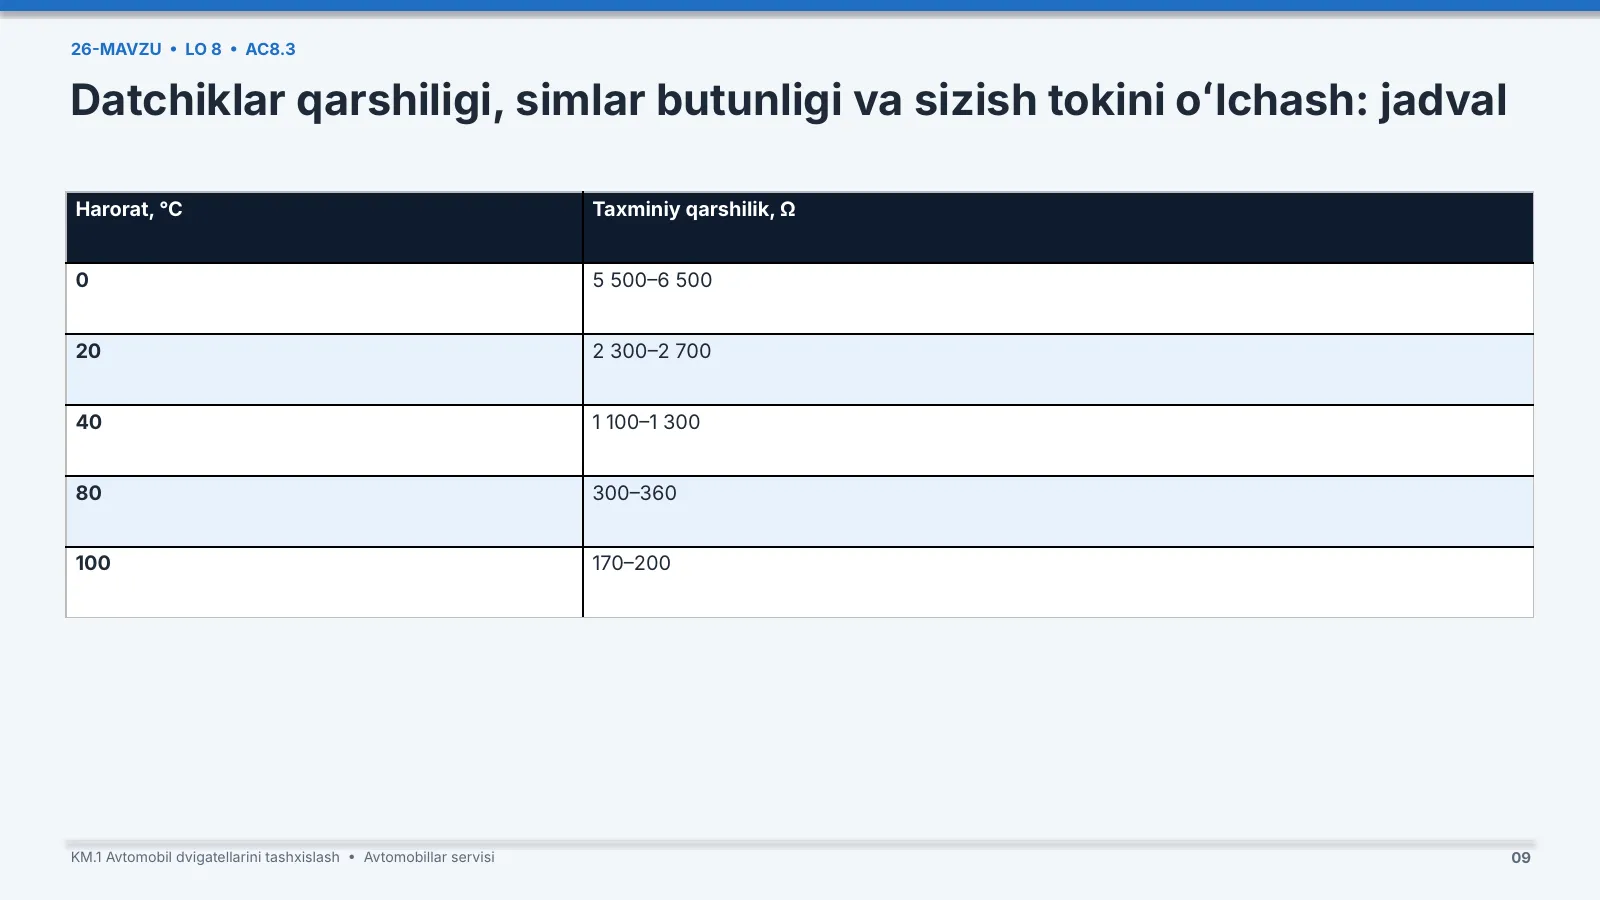 26-MAVZU • LO 8 • AC8.3
Datchiklar qarshiligi, simlar butunligi va sizish tokini oʻlchash: jadval
Harorat, °C
Taxminiy qarshilik, Ω
0
5 500–6 500
20
2 300–2 700
40
1 100–1 300
80
300–360
100
170–200
KM.1 Avtomobil dvigatellarini tashxislash • Avtomobillar servisi
09